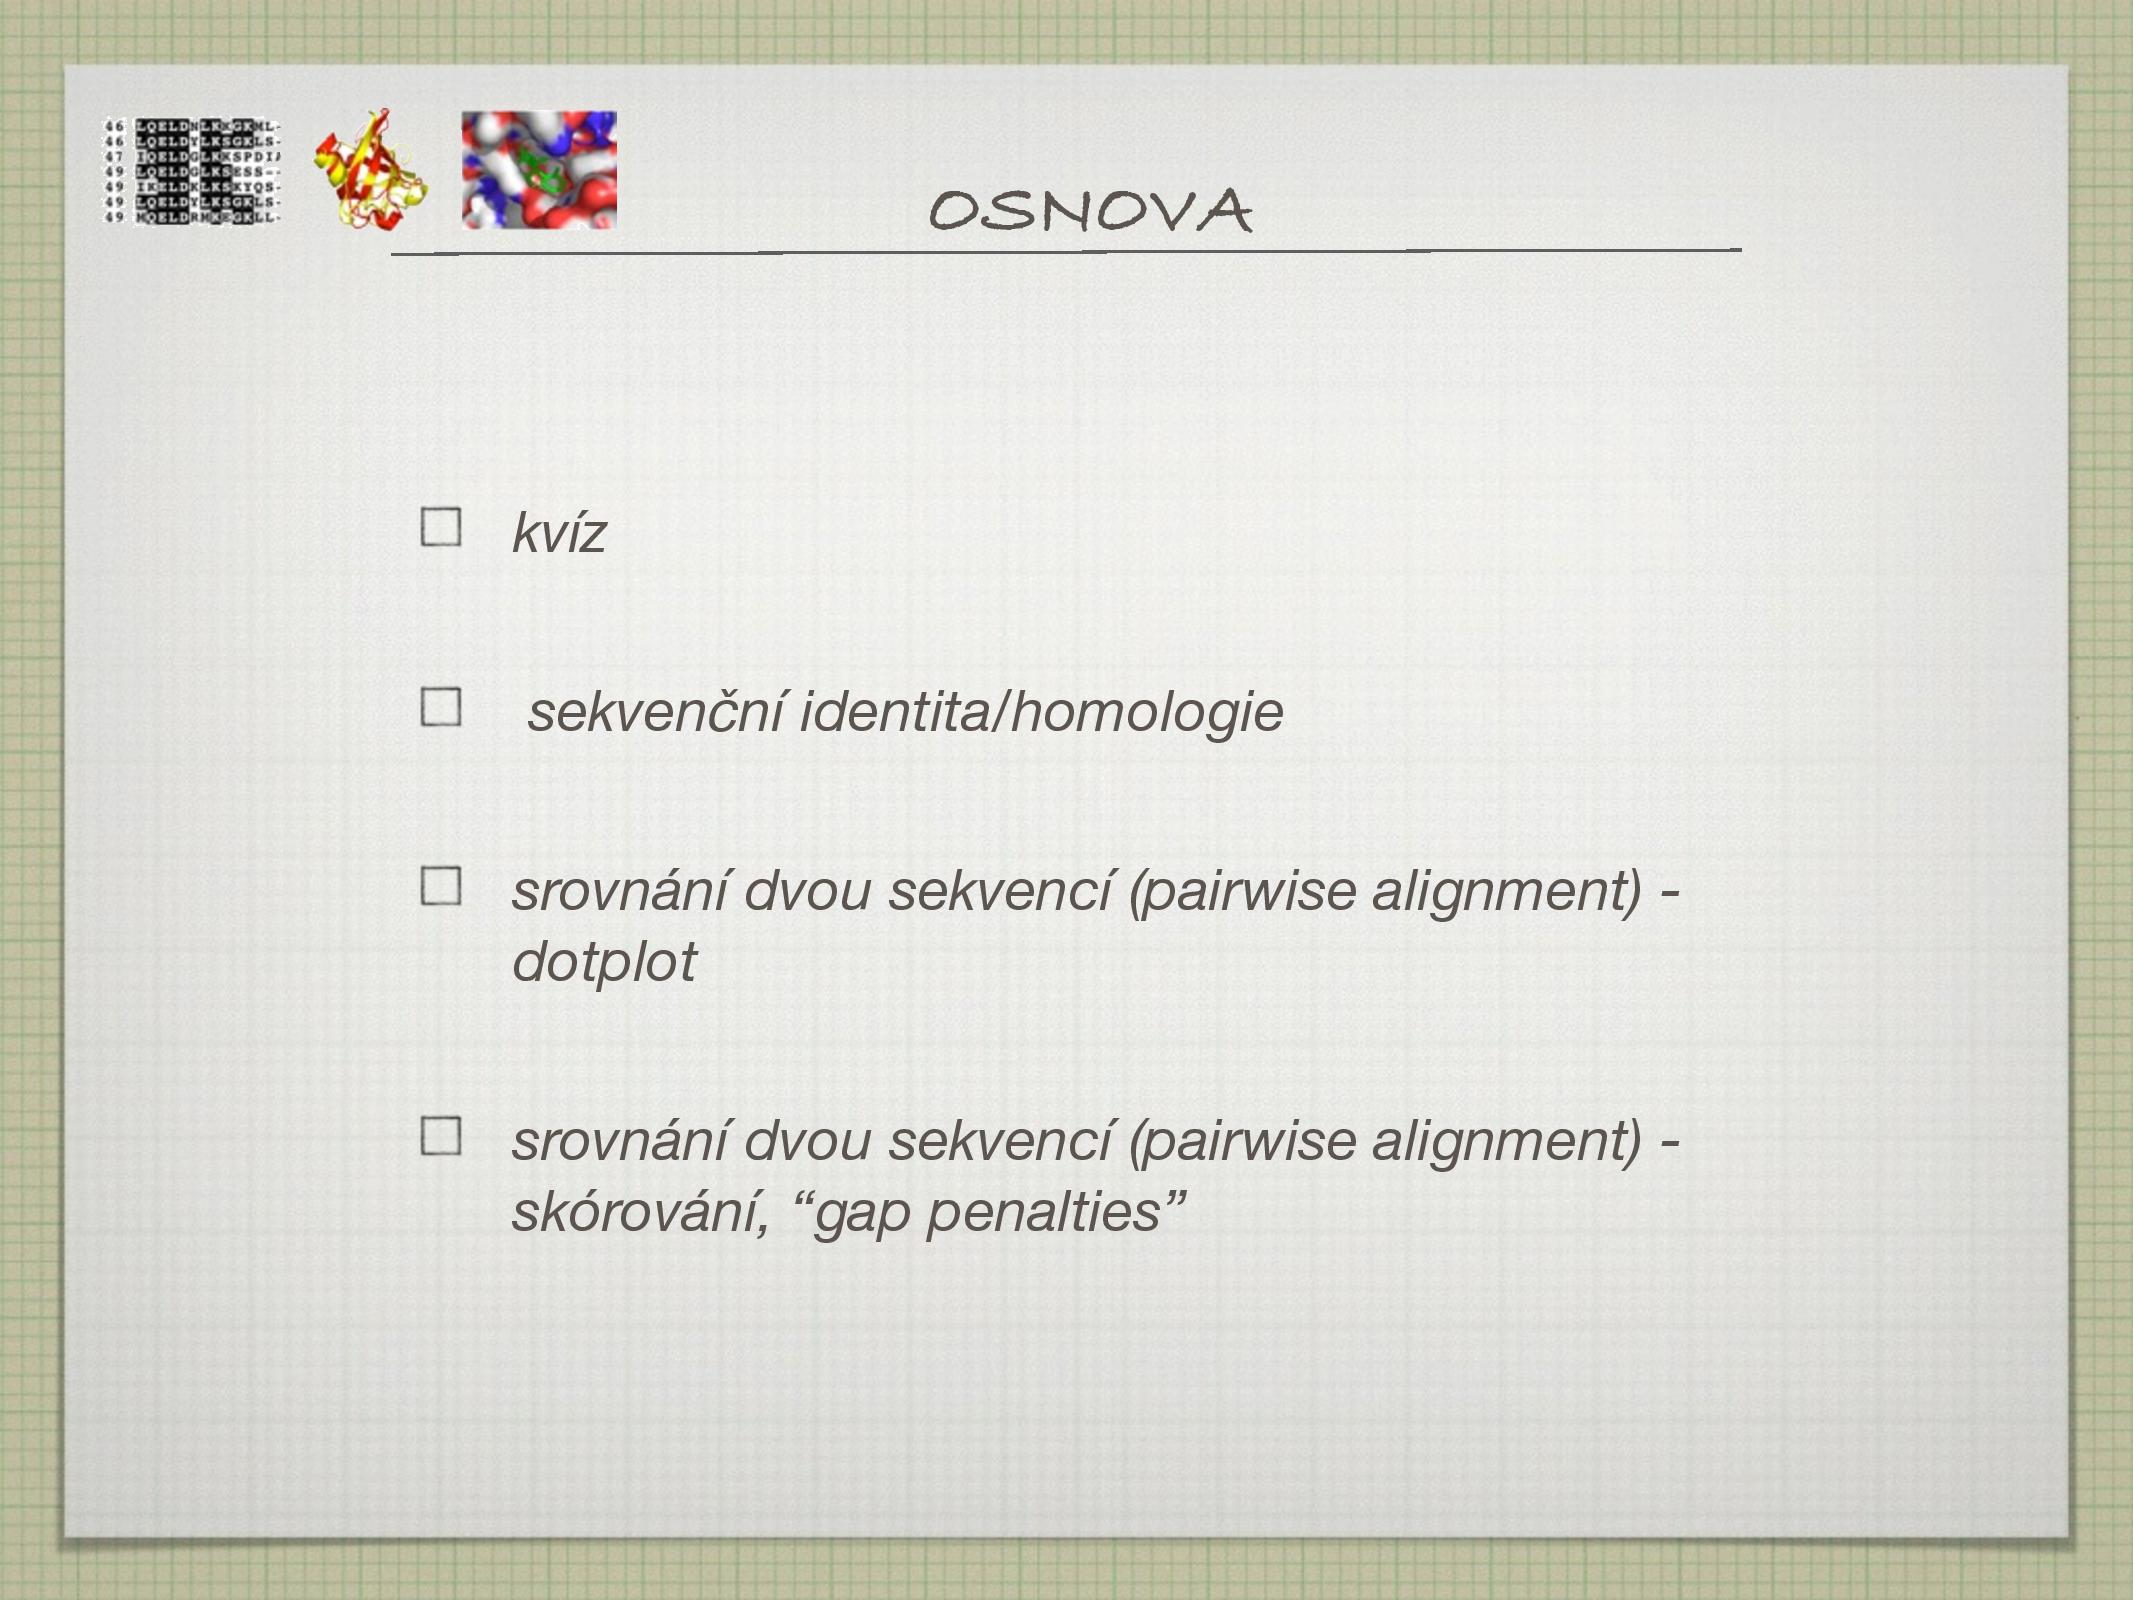 46 LQELDNLKKGKML-
46 LQELDYLKSGKLS-
47 IQELDGLKKSPDI
49 LQELDGLKSESS--
49 IKELDKLKSKYQS-
49 LQELDYLKSGKLS-
49 MQELDRMKEGKLL-
OSNOVA
kvíz
sekvenční identita/homologie
srovnání dvou sekvencí (pairwise alignment) -
dotplot
srovnání dvou sekvencí (pairwise alignment) -
skórování, “gap penalties”